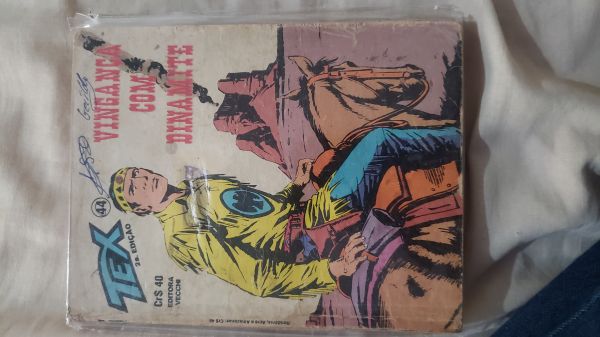 TEX
44
2a. EDIÇÃO
Cr$ 40
EDITORA
VECCHI
VINGANÇA
COM
DINAMITE